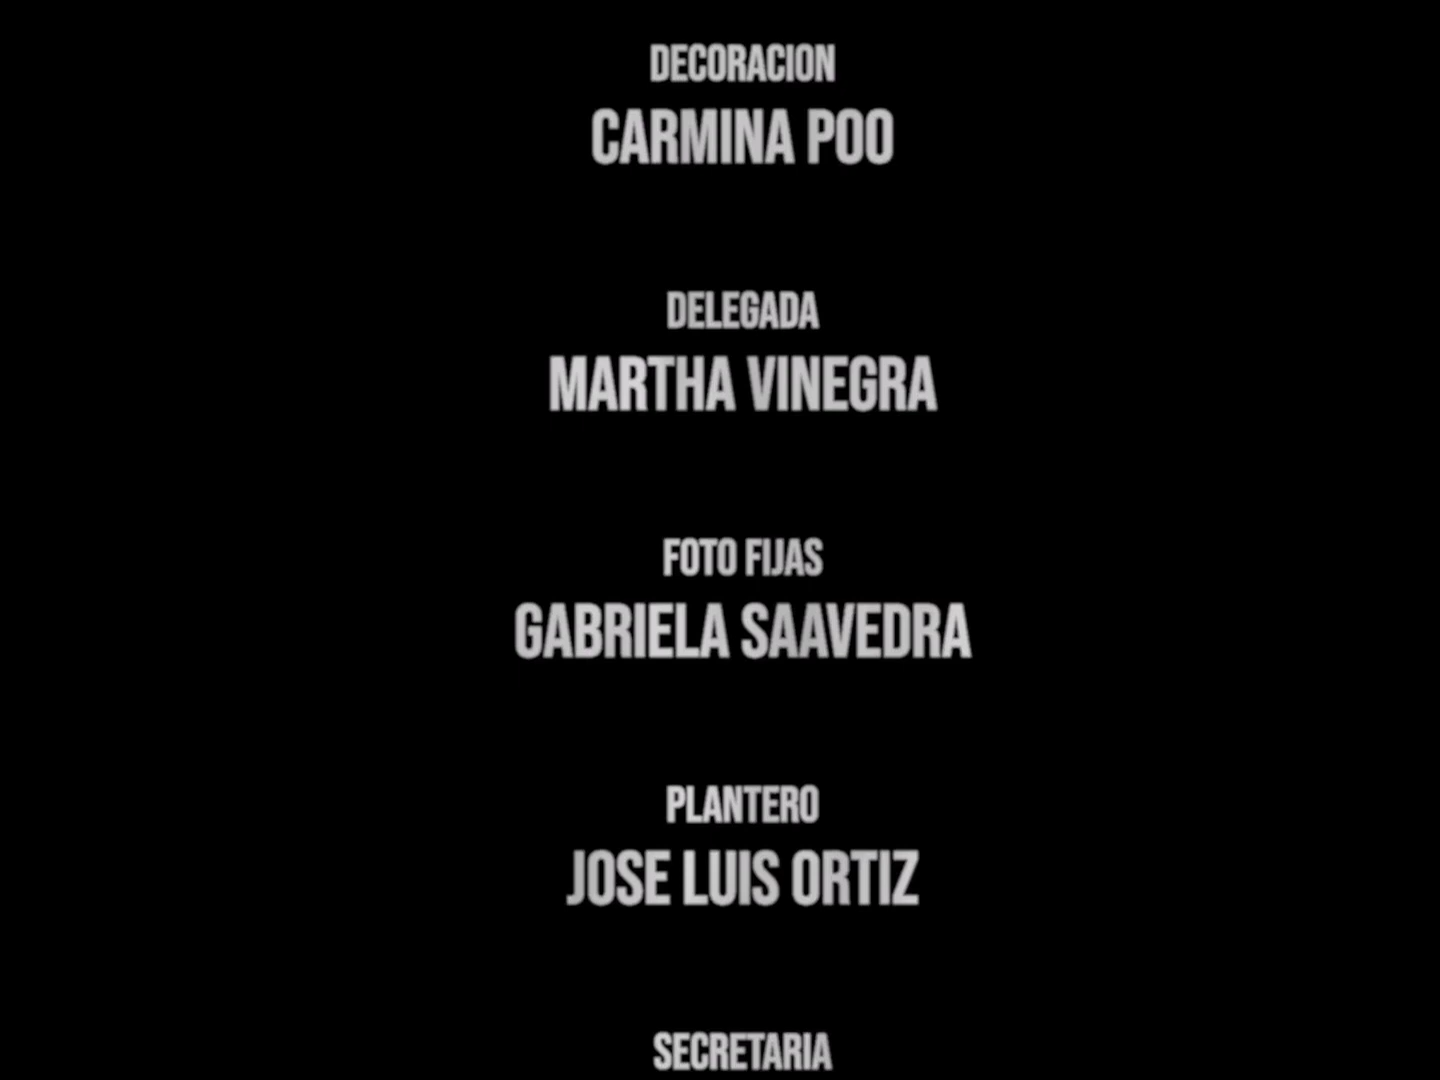 DECORACION
CARMINA POO
DELEGADA
MARTHA VINEGRA
FOTO FIJAS
GABRIELA SAAVEDRA
PLANTERO
JOSE LUIS ORTIZ
SECRETARIA